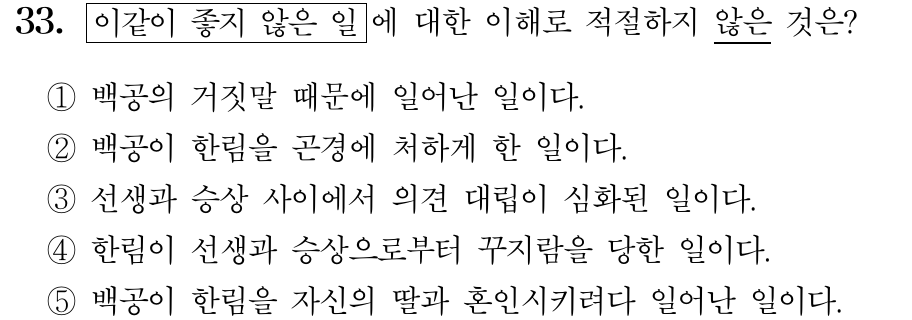 33. 이같이 좋지 않은 일에 대한 이해로 적절하지 않은 것은?
① 백공의 거짓말 때문에 일어난 일이다.
② 백공이 한림을 곤경에 처하게 한 일이다.
③ 선생과 승상 사이에서 의견 대립이 심화된 일이다.
④ 한림이 선생과 승상으로부터 꾸지람을 당한 일이다.
⑤ 백공이 한림을 자신의 딸과 혼인시키려다 일어난 일이다.